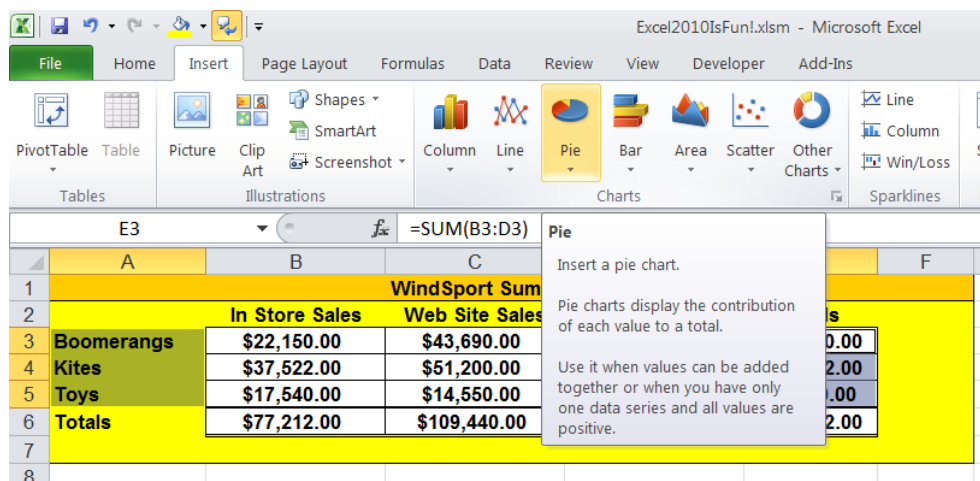 Excel2010IsFun!.xlsm - Microsoft Excel
File Home Insert Page Layout Formulas Data Review View Developer Add-Ins
PivotTable Table Picture Clip Art Shapes SmartArt Screenshot Column Line Pie Bar Area Scatter Other Charts Line Column Win/Loss
Tables Illustrations Charts Sparklines
E3 fx =SUM(B3:D3)
Pie
Insert a pie chart.
Pie charts display the contribution
of each value to a total.
Use it when values can be added
together or when you have only
one data series and all values are
positive.
A B C F
1 WindSport Sum
2 In Store Sales Web Site Sales
3 Boomerangs $22,150.00 $43,690.00
4 Kites $37,522.00 $51,200.00
5 Toys $17,540.00 $14,550.00
6 Totals $77,212.00 $109,440.00
7
8